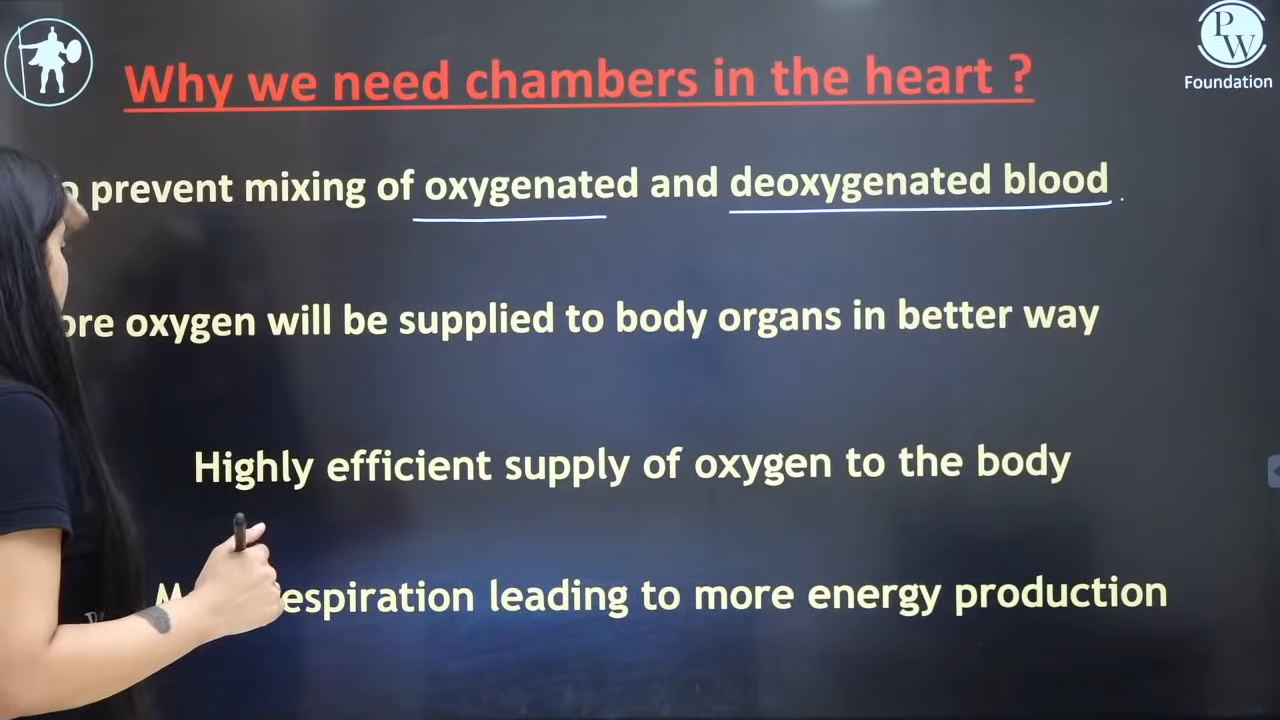 PW
Foundation
Why we need chambers in the heart ?
prevent mixing of oxygenated and deoxygenated blood
oxygen will be supplied to body organs in better way
Highly efficient supply of oxygen to the body
leading to more energy production